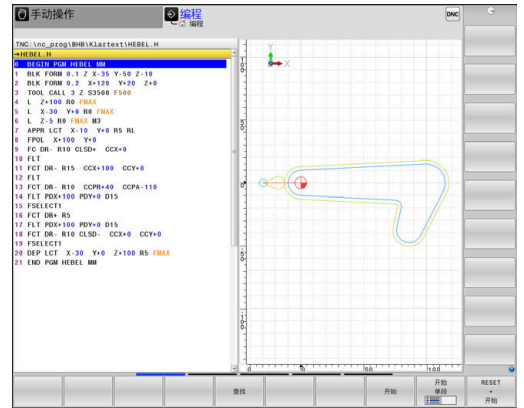 手动操作
编程
编程
DNC
TNC:\nc_prog\BHB\Klartext\HEBEL.H
→HEBEL.H
0 BEGIN PGM HEBEL MM
1 BLK FORM 0.1 Z X-35 Y-50 Z-10
2 BLK FORM 0.2 X+120 Y+20 Z+0
3 TOOL CALL 3 Z S3500 F500
4 L Z+100 R0 FMAX
5 L X-30 Y+0 R0 FMAX
6 L Z-5 R0 FMAX M3
7 APPR LCT X-10 Y+0 R5 RL
8 FPOL X+100 Y+0
9 FC DR- R10 CLSD+ CCX+0
10 FLT
11 FCT DR- R15 CCX+100 CCY+0
12 FLT
13 FCT DR- R10 CCPR+40 CCPA-110
14 FLT PDX+100 PDY+0 D15
15 FSELECT1
16 FCT DR+ R5
17 FLT PDX+100 PDY+0 D15
18 FCT DR- R10 CLSD- CCX+0 CCY+0
19 FSELECT1
20 DEP LCT X-30 Y+0 Z+100 R5 FMAX
21 END PGM HEBEL MM
Y
X
0
50
100
查找
开始
开始
单段
RESET
+
开始